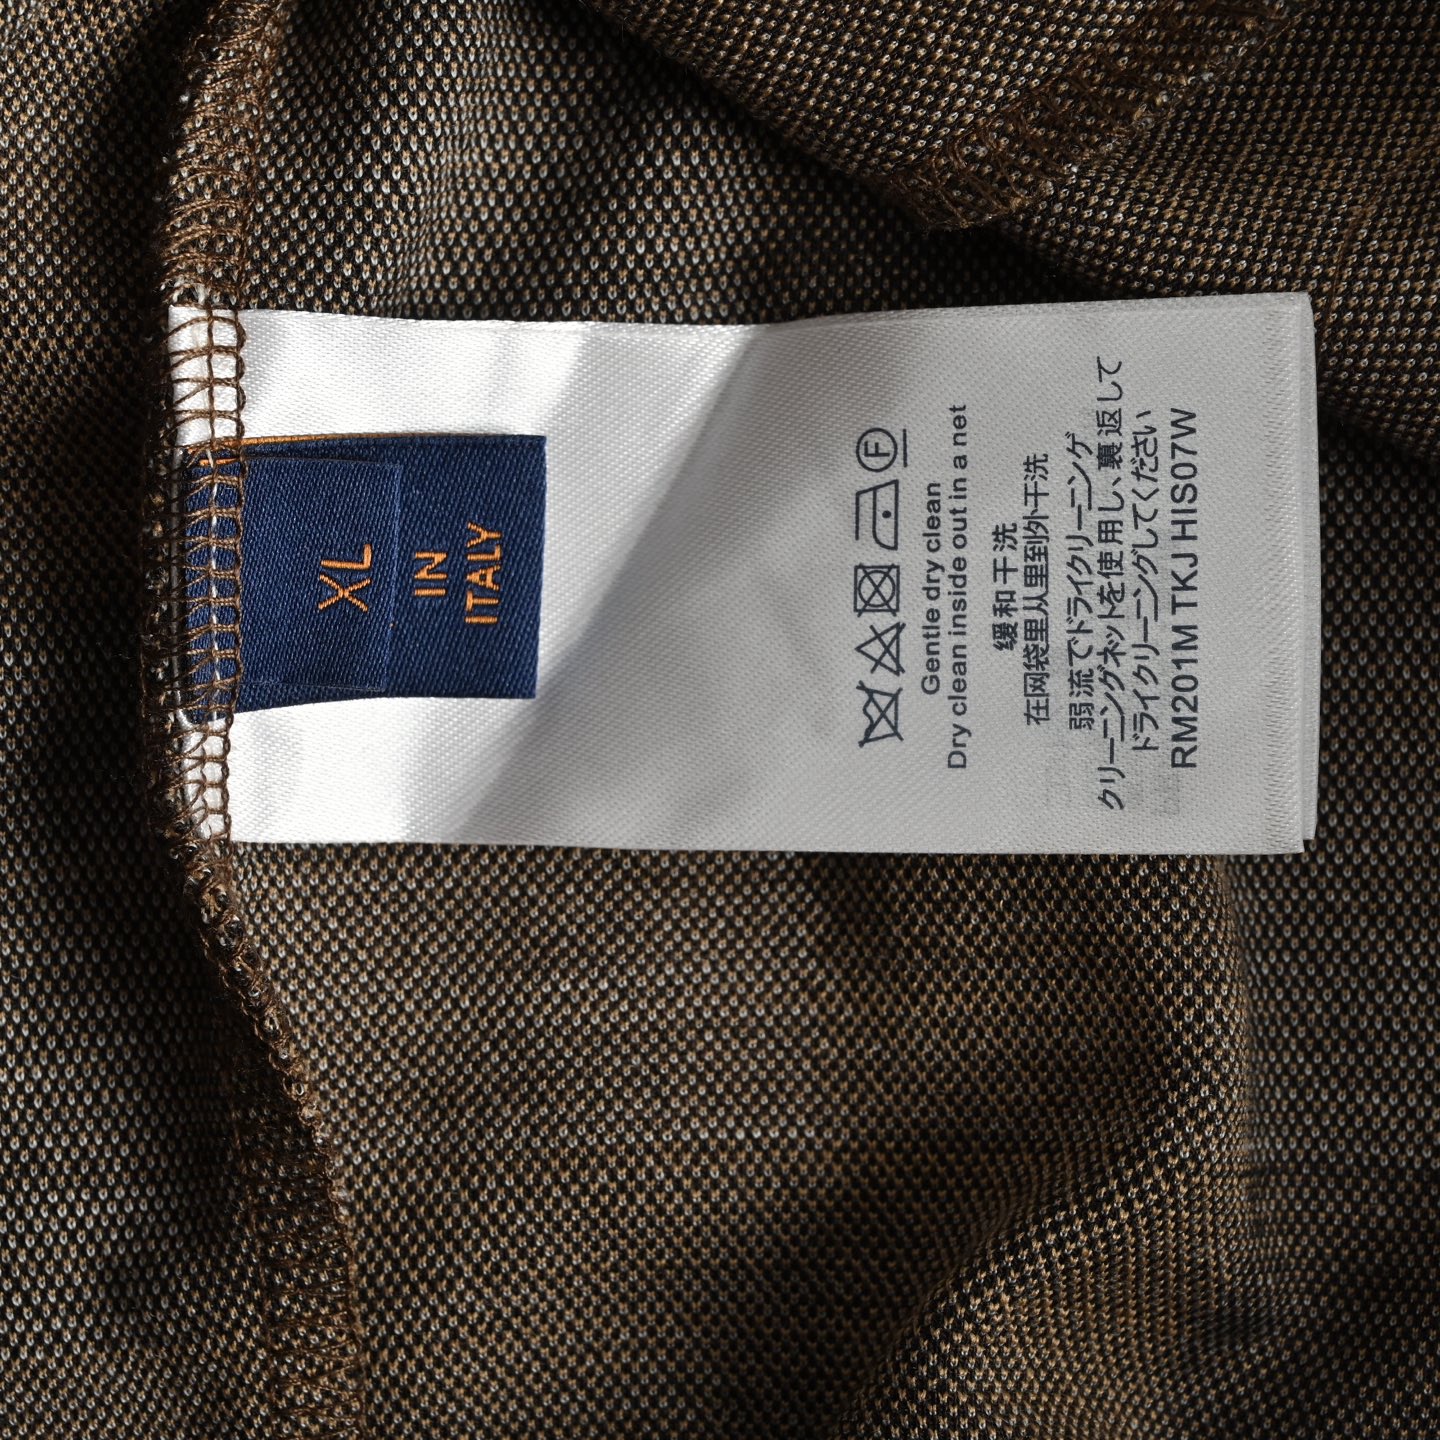 XL
IN
ITALY
F
Gentle dry clean
Dry clean inside out in a net
缓和干洗
在网袋里从里到外干洗
弱流でドライクリーニング
クリーニングネットを使用し、裏返して
ドライクリーニングしてください
RM2O1M TKJ HIS07W